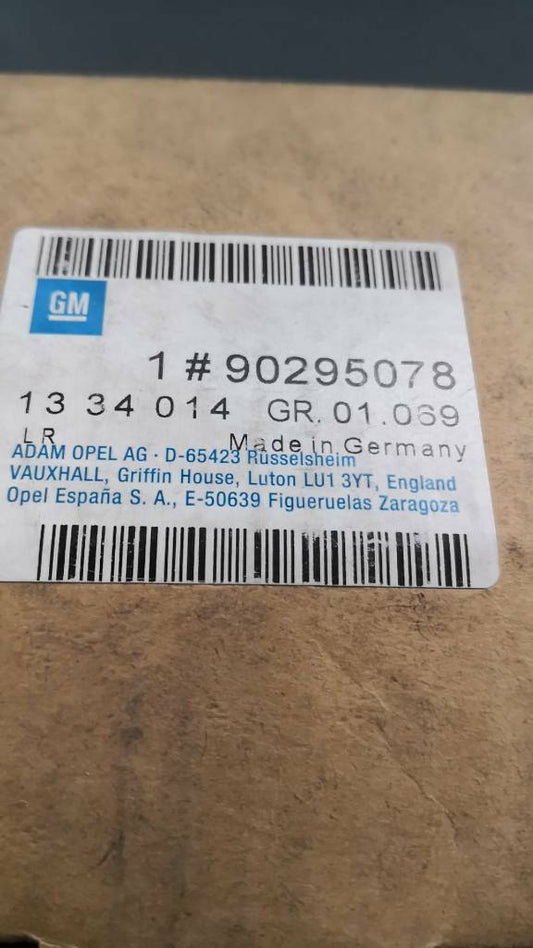 GM
1 # 90295078
13 34 014 GR. 01.069
LR Made in Germany
ADAM OPEL AG · D-65423 Rüsselsheim
VAUXHALL, Griffin House, Luton LU1 3YT, England
Opel España S. A., E-50639 Figueruelas Zaragoza